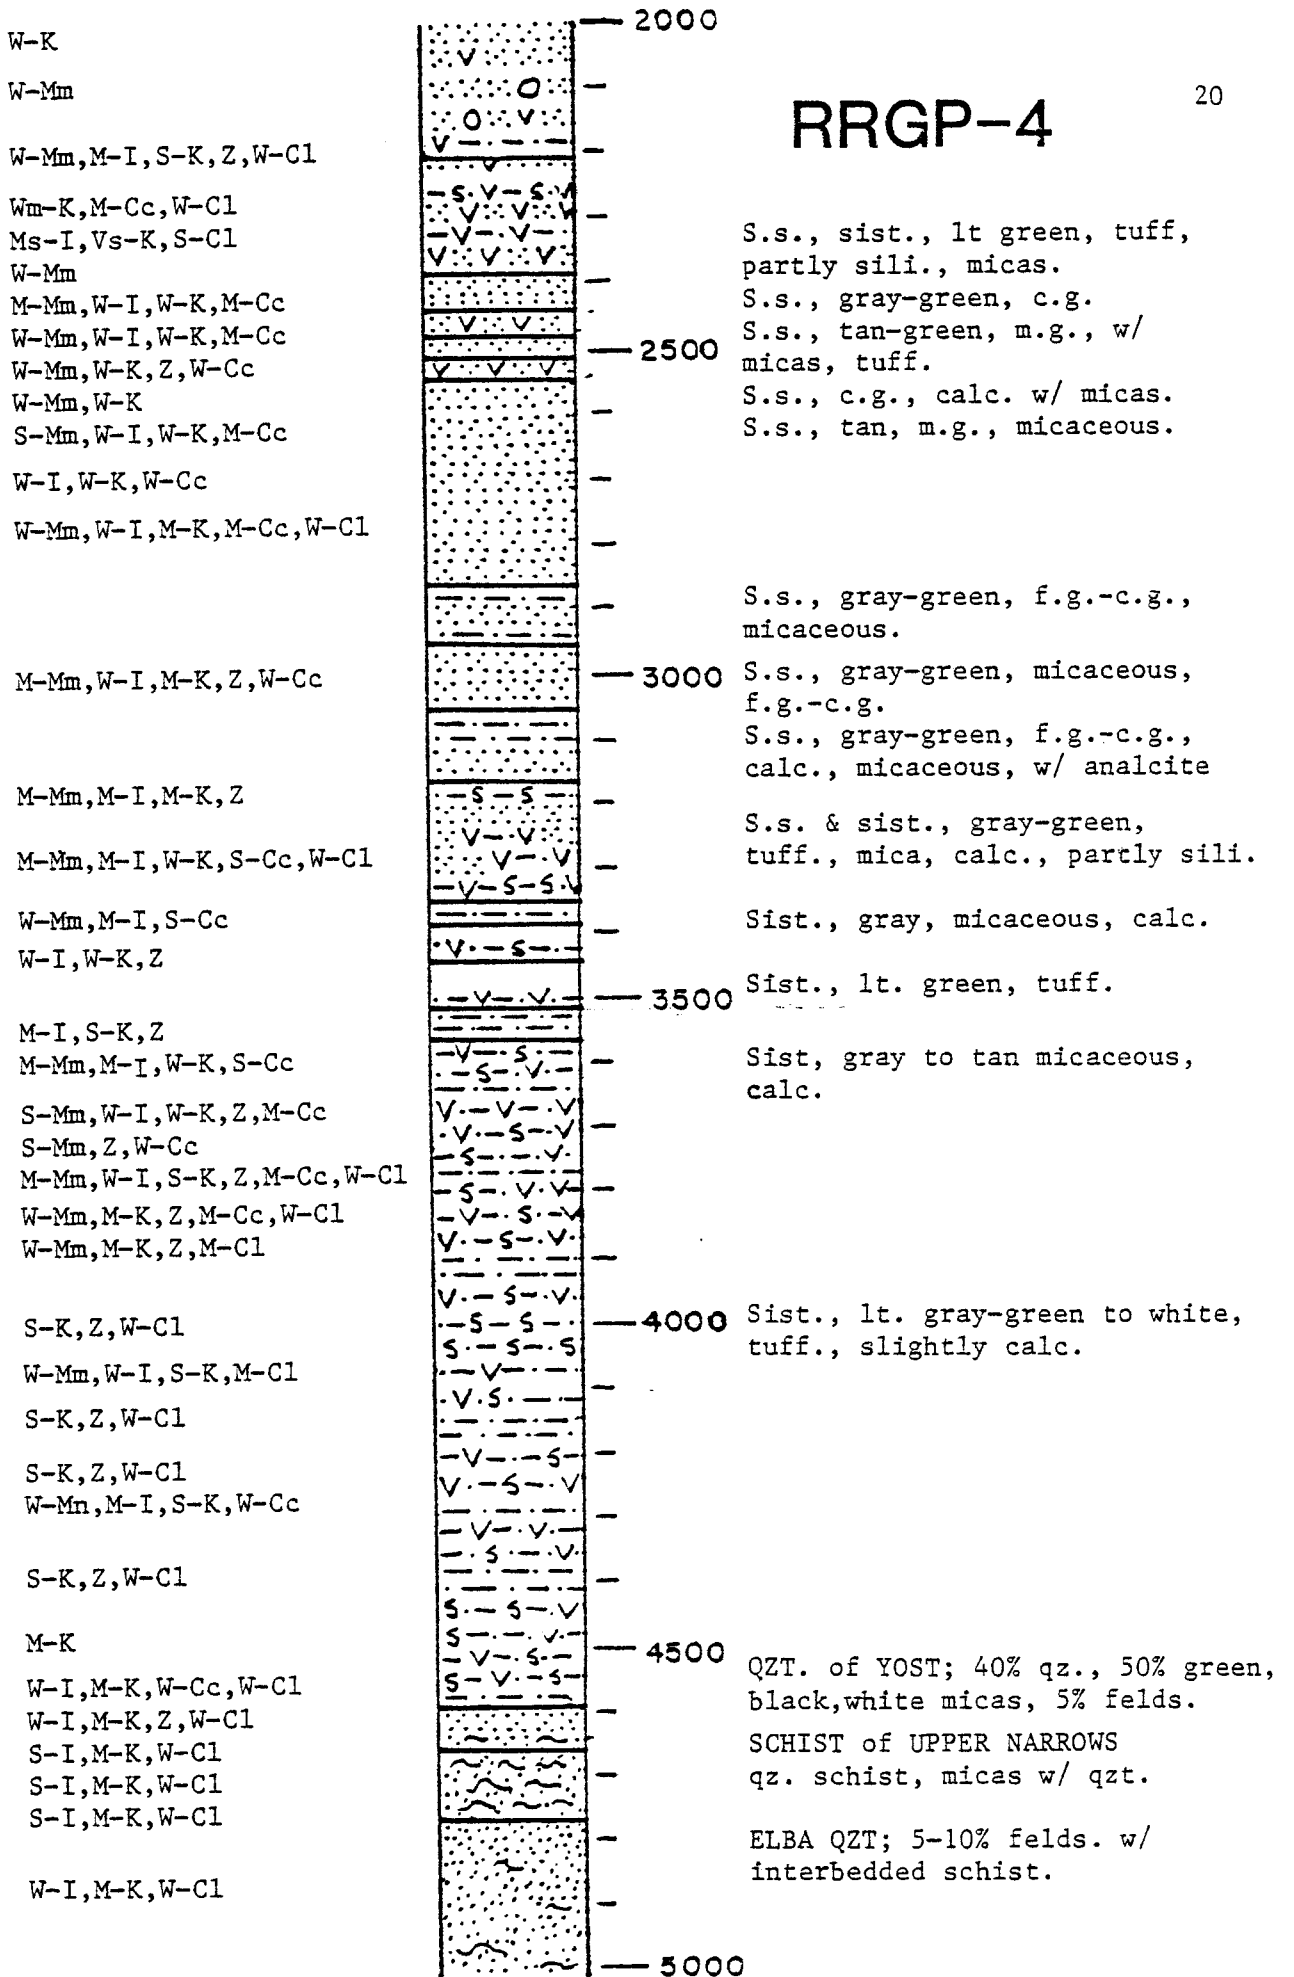 20
RRGP-4
2000
2500
3000
3500
4000
4500
5000
W-K
W-Mm
W-Mm,M-I,S-K,Z,W-Cl
Wm-K,M-Cc,W-Cl
Ms-I,Vs-K,S-Cl
W-Mm
M-Mm,W-I,W-K,M-Cc
W-Mm,W-I,W-K,M-Cc
W-Mm,W-K,Z,W-Cc
W-Mm,W-K
S-Mm,W-I,W-K,M-Cc
W-I,W-K,W-Cc
W-Mm,W-I,M-K,M-Cc,W-Cl
M-Mm,W-I,M-K,Z,W-Cc
M-Mm,M-I,M-K,Z
M-Mm,M-I,W-K,S-Cc,W-Cl
W-Mm,M-I,S-Cc
W-I,W-K,Z
M-I,S-K,Z
M-Mm,M-I,W-K,S-Cc
S-Mm,W-I,W-K,Z,M-Cc
S-Mm,Z,W-Cc
M-Mm,W-I,S-K,Z,M-Cc,W-Cl
W-Mm,M-K,Z,M-Cc,W-Cl
W-Mm,M-K,Z,M-Cl
S-K,Z,W-Cl
W-Mm,W-I,S-K,M-Cl
S-K,Z,W-Cl
S-K,Z,W-Cl
W-Mn,M-I,S-K,W-Cc
S-K,Z,W-Cl
M-K
W-I,M-K,W-Cc,W-Cl
W-I,M-K,Z,W-Cl
S-I,M-K,W-Cl
S-I,M-K,W-Cl
S-I,M-K,W-Cl
W-I,M-K,W-Cl
S.s., sist., lt green, tuff,
partly sili., micas.
S.s., gray-green, c.g.
S.s., tan-green, m.g., w/
micas, tuff.
S.s., c.g., calc. w/ micas.
S.s., tan, m.g., micaceous.
S.s., gray-green, f.g.-c.g.,
micaceous.
S.s., gray-green, micaceous,
f.g.-c.g.
S.s., gray-green, f.g.-c.g.,
calc., micaceous, w/ analcite
S.s. & sist., gray-green,
tuff., mica, calc., partly sili.
Sist., gray, micaceous, calc.
Sist., lt. green, tuff.
Sist, gray to tan micaceous,
calc.
Sist., lt. gray-green to white,
tuff., slightly calc.
QZT. of YOST; 40% qz., 50% green,
black,white micas, 5% felds.
SCHIST of UPPER NARROWS
qz. schist, micas w/ qzt.
ELBA QZT; 5-10% felds. w/
interbedded schist.